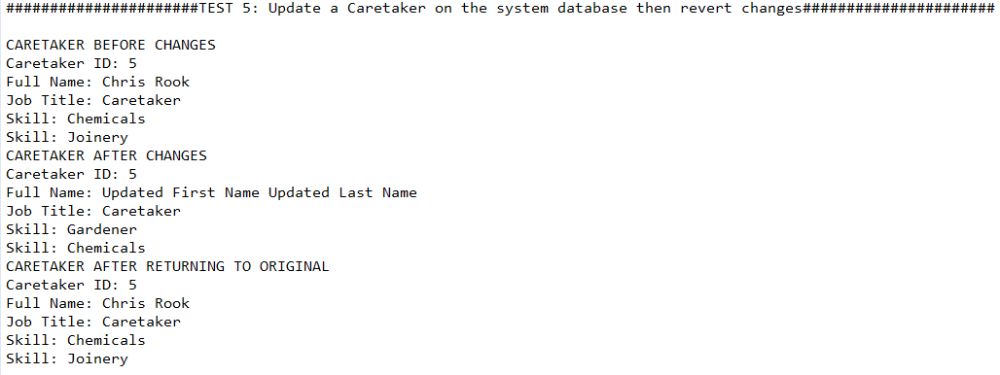 ######################TEST 5: Update a Caretaker on the system database then revert changes######################
CARETAKER BEFORE CHANGES
Caretaker ID: 5
Full Name: Chris Rook
Job Title: Caretaker
Skill: Chemicals
Skill: Joinery
CARETAKER AFTER CHANGES
Caretaker ID: 5
Full Name: Updated First Name Updated Last Name
Job Title: Caretaker
Skill: Gardener
Skill: Chemicals
CARETAKER AFTER RETURNING TO ORIGINAL
Caretaker ID: 5
Full Name: Chris Rook
Job Title: Caretaker
Skill: Chemicals
Skill: Joinery